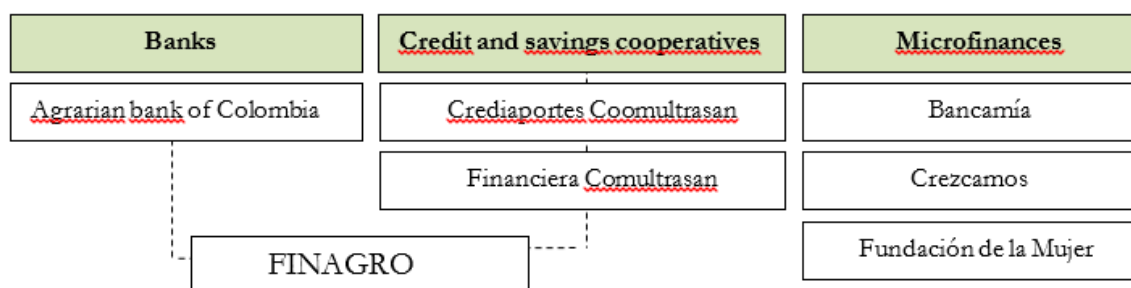 Banks
Credit and savings cooperatives
Microfinances
Agrarian bank of Colombia
Crediaportes Coomultrasan
Bancamía
Financiera Comultrasan
Crezcamos
Fundación de la Mujer
FINAGRO